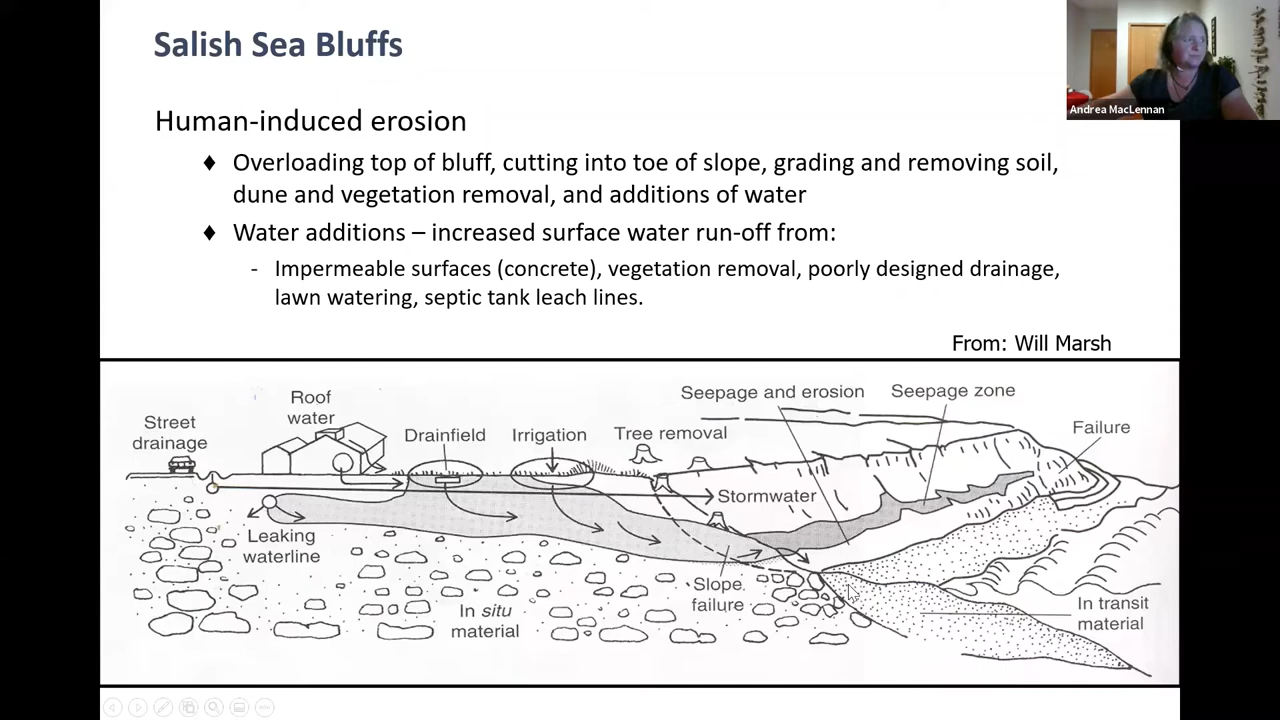 Salish Sea Bluffs
Andrea MacLennan
Human-induced erosion
♦ Overloading top of bluff, cutting into toe of slope, grading and removing soil,
dune and vegetation removal, and additions of water
♦ Water additions – increased surface water run-off from:
- Impermeable surfaces (concrete), vegetation removal, poorly designed drainage,
lawn watering, septic tank leach lines.
From: Will Marsh
Street
drainage
Roof
water
Drainfield
Irrigation
Tree removal
Seepage and erosion
Seepage zone
Failure
Stormwater
Leaking
waterline
In situ
material
Slope
failure
In transit
material